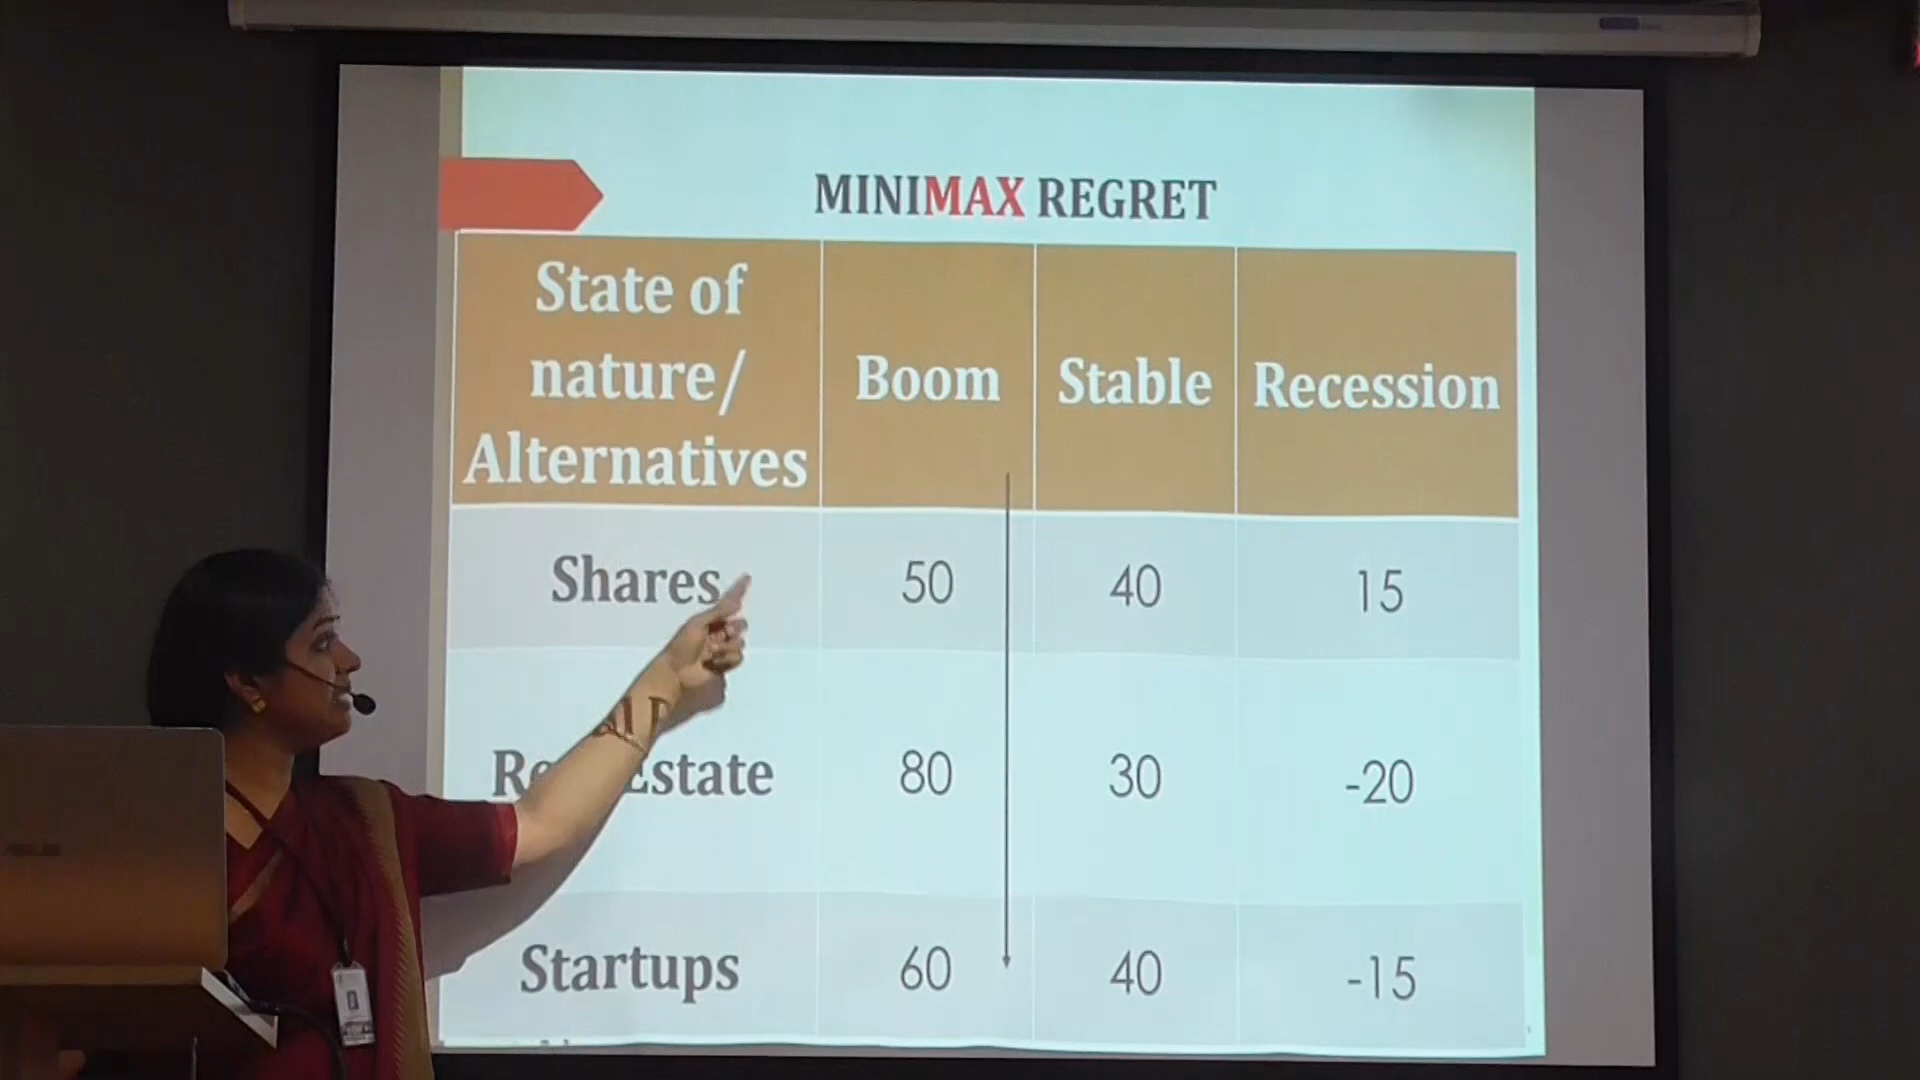 MINIMAX REGRET
State of
nature/
Alternatives
Boom
Stable
Recession
Shares
50
40
15
Estate
80
30
-20
Startups
60
40
-15